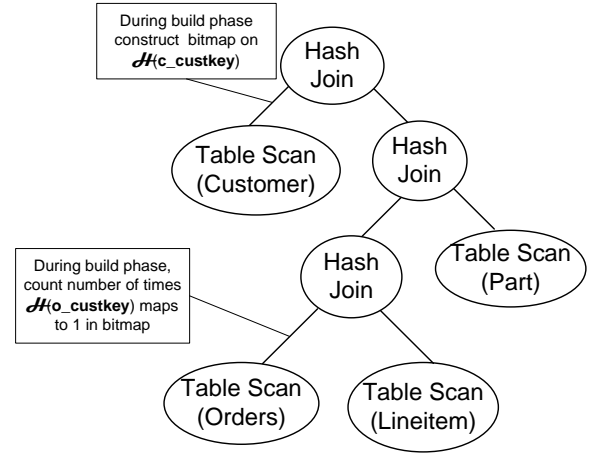 During build phase
construct bitmap on
ℋ(c_custkey)
Hash
Join
Table Scan
(Customer)
Hash
Join
Hash
Join
Table Scan
(Part)
During build phase,
count number of times
ℋ(o_custkey) maps
to 1 in bitmap
Table Scan
(Orders)
Table Scan
(Lineitem)